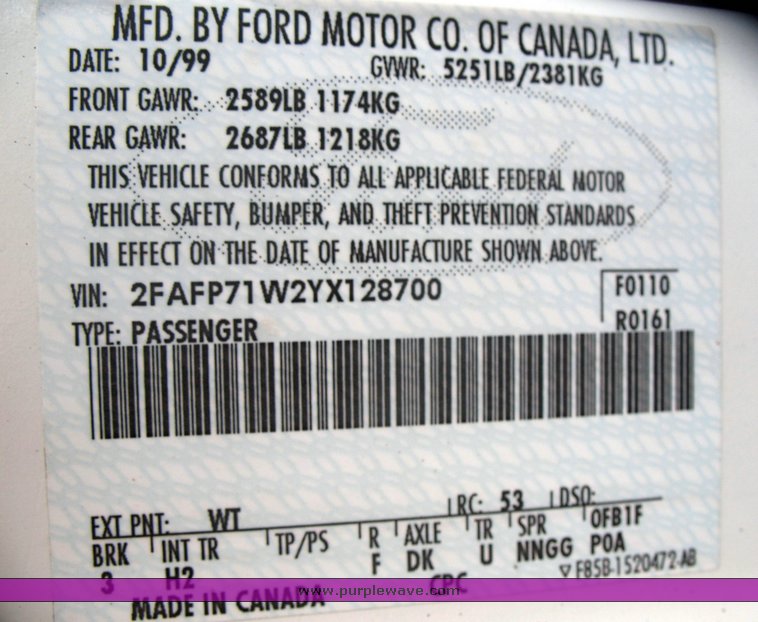 MFD. BY FORD MOTOR CO. OF CANADA, LTD.
DATE: 10/99 GVWR: 5251LB/2381KG
FRONT GAWR: 2589LB 1174KG
REAR GAWR: 2687LB 1218KG
THIS VEHICLE CONFORMS TO ALL APPLICABLE FEDERAL MOTOR
VEHICLE SAFETY, BUMPER, AND THEFT PREVENTION STANDARDS
IN EFFECT ON THE DATE OF MANUFACTURE SHOWN ABOVE.
VIN: 2FAFP71W2YX128700 F0110
TYPE: PASSENGER R0161
EXT PNT: WT RC: 53 DSO:
BRK INT TR TP/PS R AXLE TR SPR OFB1F
3 H2 F DK U NNGG POA
▽ F85B-1520472-AB
www.purplewave.com
MADE IN CANADA CPC